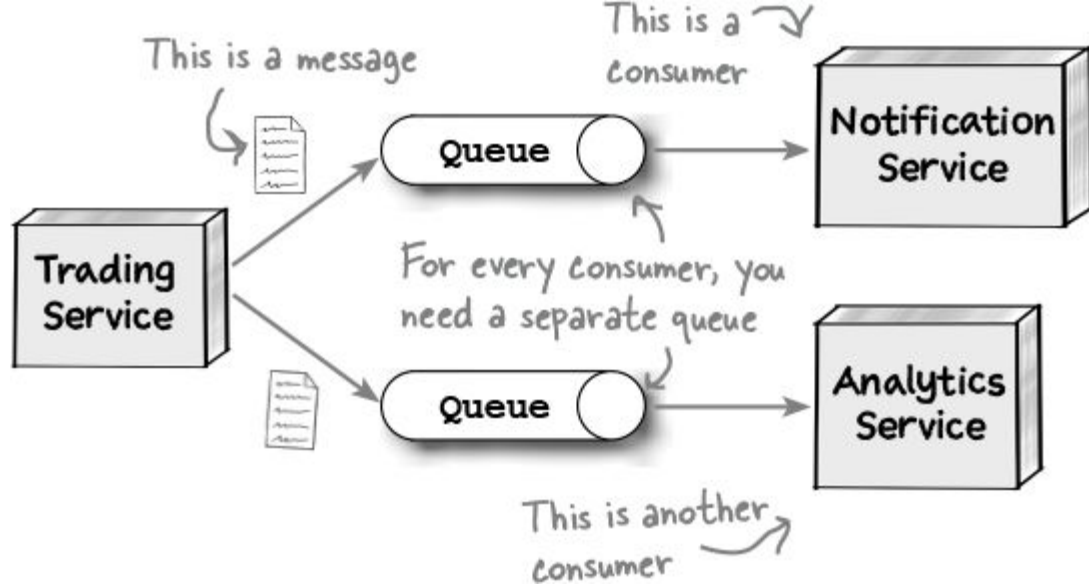 This is a message
This is a
consumer
Notification
Service
Queue
Trading
Service
For every consumer, you
need a separate queue
Queue
Analytics
Service
This is another
consumer